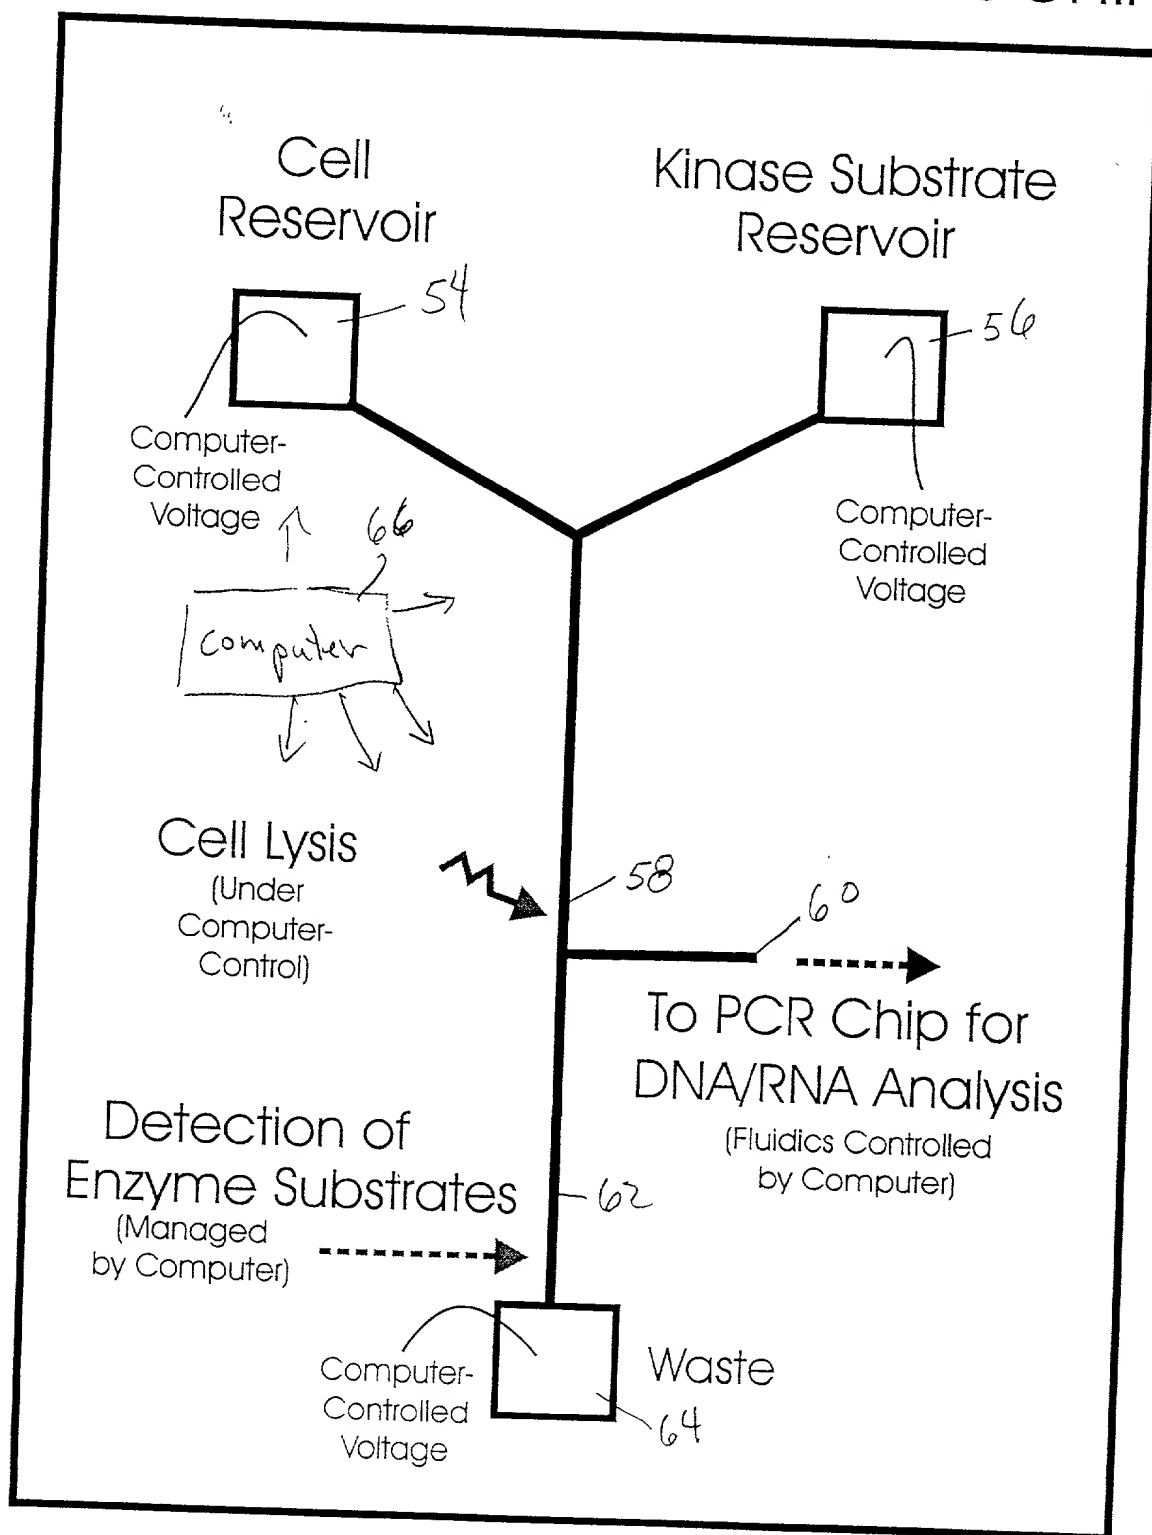 Cell
Reservoir
Kinase Substrate
Reservoir
54
56
Computer-
Controlled
Voltage
Computer-
Controlled
Voltage
66
computer
Cell Lysis
(Under
Computer-
Control)
58
60
To PCR Chip for
DNA/RNA Analysis
(Fluidics Controlled
by Computer)
Detection of
Enzyme Substrates
(Managed
by Computer)
62
Computer-
Controlled
Voltage
Waste
64